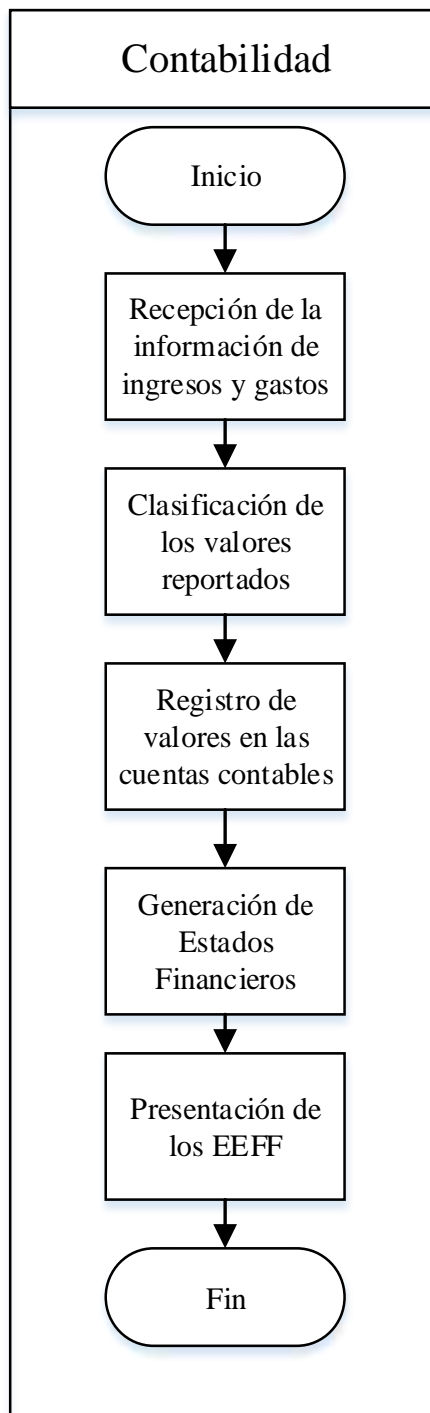 Contabilidad
Inicio
Recepción de la
información de
ingresos y gastos
Clasificación de
los valores
reportados
Registro de
valores en las
cuentas contables
Generación de
Estados
Financieros
Presentación de
los EEFF
Fin